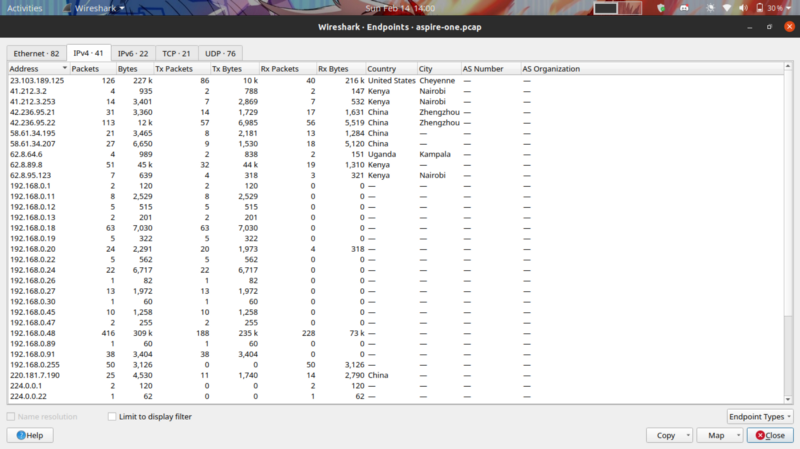 Activities Wireshark Sun Feb 14 14:00 30 %
Wireshark · Endpoints · aspire-one.pcap
Ethernet · 82 IPv4 · 41 IPv6 · 22 TCP · 21 UDP · 76
Address Packets Bytes Tx Packets Tx Bytes Rx Packets Rx Bytes Country City AS Number AS Organization
23.103.189.125 126 227 k 86 10 k 40 216 k United States Cheyenne — —
41.212.3.2 4 935 2 788 2 147 Kenya Nairobi — —
41.212.3.253 14 3,401 7 2,869 7 532 Kenya Nairobi — —
42.236.95.21 31 3,360 14 1,729 17 1,631 China Zhengzhou — —
42.236.95.22 113 12 k 57 6,985 56 5,519 China Zhengzhou — —
58.61.34.195 21 3,465 8 2,181 13 1,284 China — — —
58.61.34.207 27 6,650 9 1,530 18 5,120 China — — —
62.8.64.6 4 989 2 838 2 151 Uganda Kampala — —
62.8.89.8 51 45 k 32 44 k 19 1,310 Kenya — — —
62.8.95.123 7 639 4 318 3 321 Kenya Nairobi — —
192.168.0.1 2 120 2 120 0 0 — — — —
192.168.0.11 8 2,529 8 2,529 0 0 — — — —
192.168.0.12 5 515 5 515 0 0 — — — —
192.168.0.13 2 201 2 201 0 0 — — — —
192.168.0.18 63 7,030 63 7,030 0 0 — — — —
192.168.0.19 5 322 5 322 0 0 — — — —
192.168.0.20 24 2,291 20 1,973 4 318 — — — —
192.168.0.22 5 562 5 562 0 0 — — — —
192.168.0.24 22 6,717 22 6,717 0 0 — — — —
192.168.0.26 1 82 1 82 0 0 — — — —
192.168.0.27 13 1,972 13 1,972 0 0 — — — —
192.168.0.30 1 60 1 60 0 0 — — — —
192.168.0.45 10 1,258 10 1,258 0 0 — — — —
192.168.0.47 2 255 2 255 0 0 — — — —
192.168.0.48 416 309 k 188 235 k 228 73 k — — — —
192.168.0.89 1 60 1 60 0 0 — — — —
192.168.0.91 38 3,404 38 3,404 0 0 — — — —
192.168.0.255 50 3,126 0 0 50 3,126 — — — —
220.181.7.190 25 4,530 11 1,740 14 2,790 China — — —
224.0.0.1 2 120 0 0 2 120 — — — —
224.0.0.22 1 62 0 0 1 62 — — — —
Name resolution Limit to display filter Endpoint Types
Help Copy Map Close